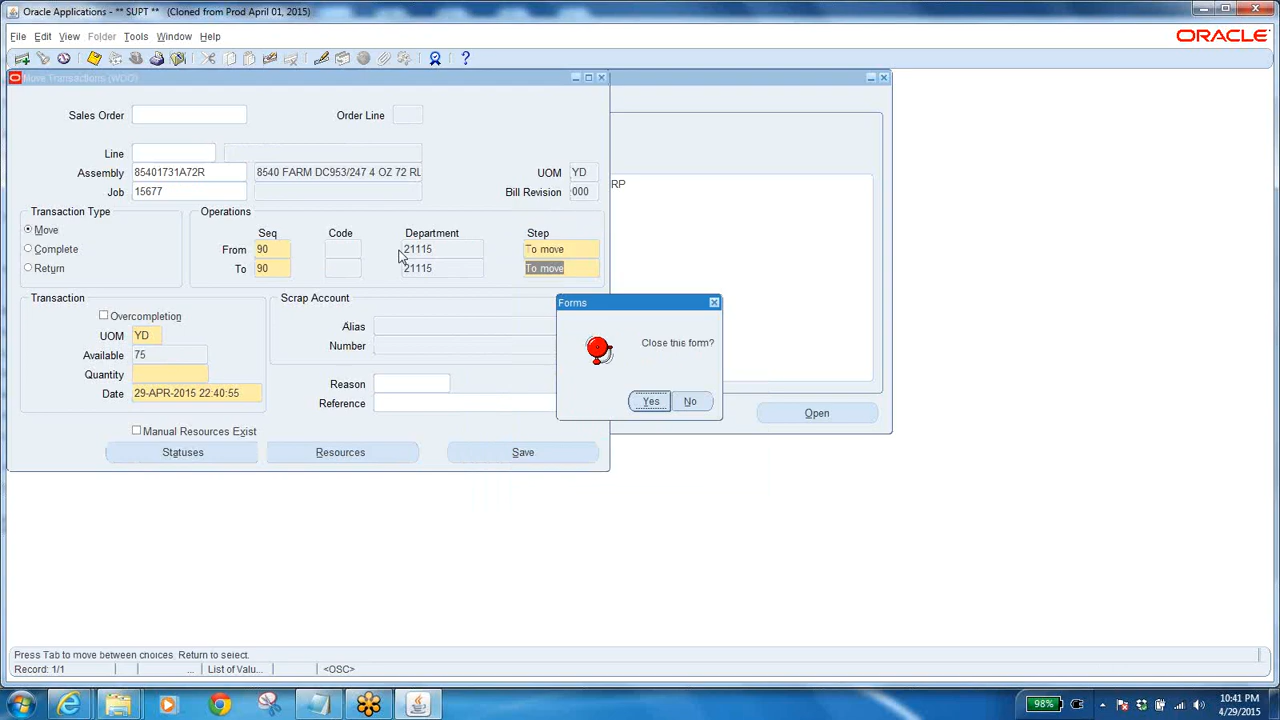 Oracle Applications - ** SUPT ** (Cloned from Prod April 01, 2015)
File Edit View Folder Tools Window Help
ORACLE
Move Transactions (WOO)
Sales Order
Order Line
Line
Assembly 85401731A72R 8540 FARM DC953/247 4 OZ 72 RL UOM YD
Job 15677 Bill Revision :000
RP
Transaction Type
Move
Complete
Return
Operations
Seq Code Department Step
From 90 21115 To move
To 90 21115 To move
Transaction
Overcompletion
UOM YD
Available 75
Quantity
Date 29-APR-2015 22:40:55
Scrap Account
Alias
Number
Reason
Reference
Manual Resources Exist
Statuses Resources Save
Forms
Close this form?
Yes No
Open
Press Tab to move between choices. Return to select.
Record: 1/1 ... List of Valu... <OSC>
98%
10:41 PM
4/29/2015